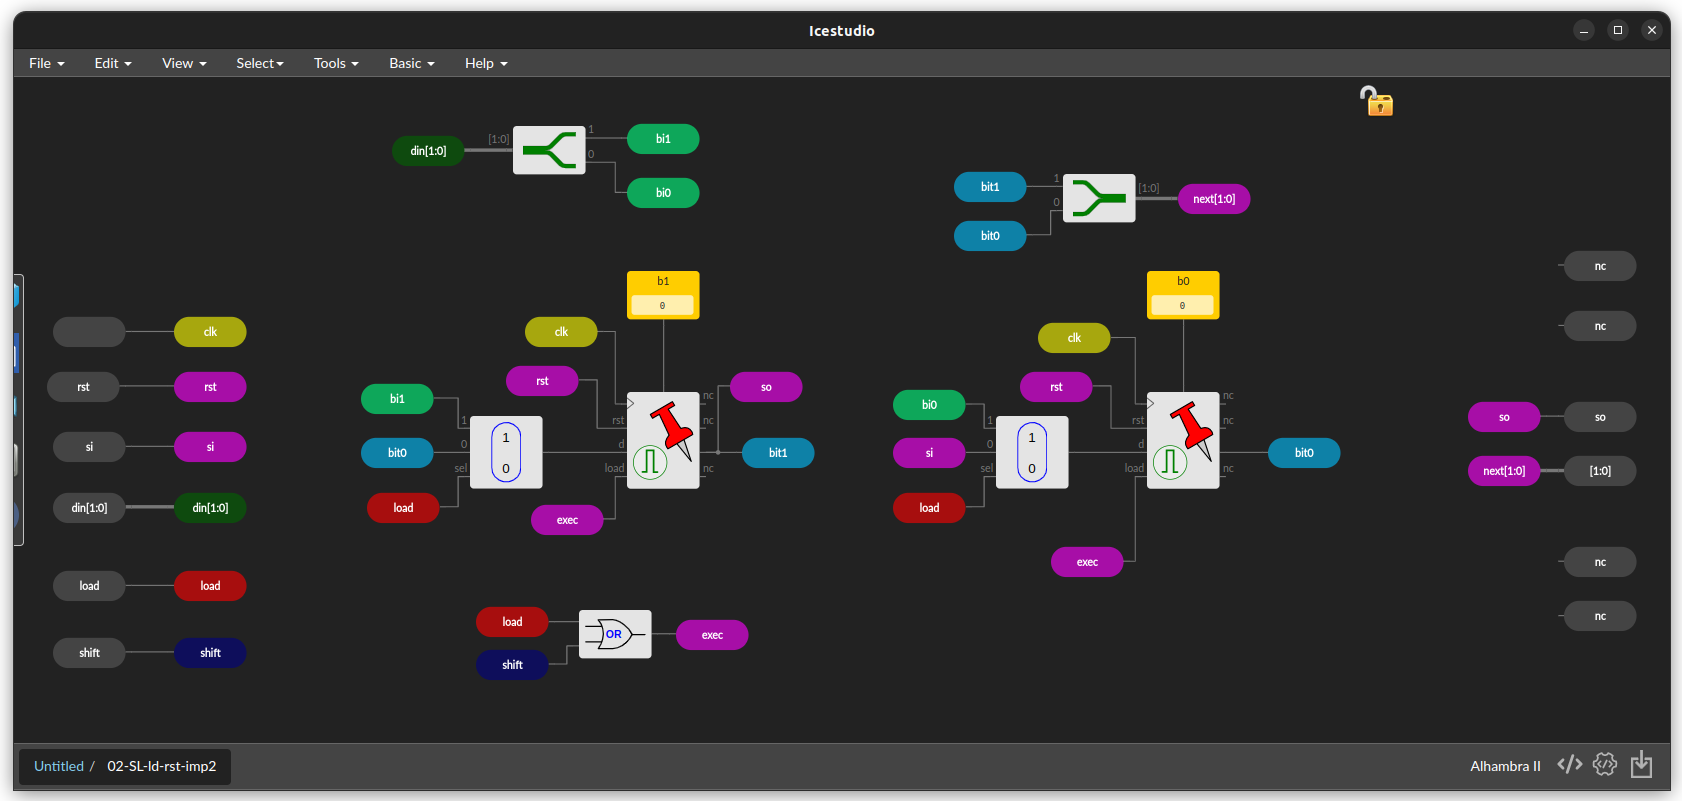 Icestudio
File Edit View Select Tools Basic Help
din[1:0] [1:0] 1 bi1
0 bi0
bit1 1 [1:0] next[1:0]
bit0 0
nc
nc
b1
0
b0
0
clk
rst rst
si si
din[1:0] din[1:0]
load load
shift shift
clk
rst
bi1 1
bit0 0
load sel
1
0
exec
rst
d
load
nc
nc
nc
so
bit1
clk
rst
bi0 1
si 0
load sel
1
0
exec
rst
d
load
nc
nc
nc
bit0
so so
next[1:0] [1:0]
nc
nc
load
shift
OR
exec
Untitled / 02-SL-ld-rst-imp2
Alhambra II